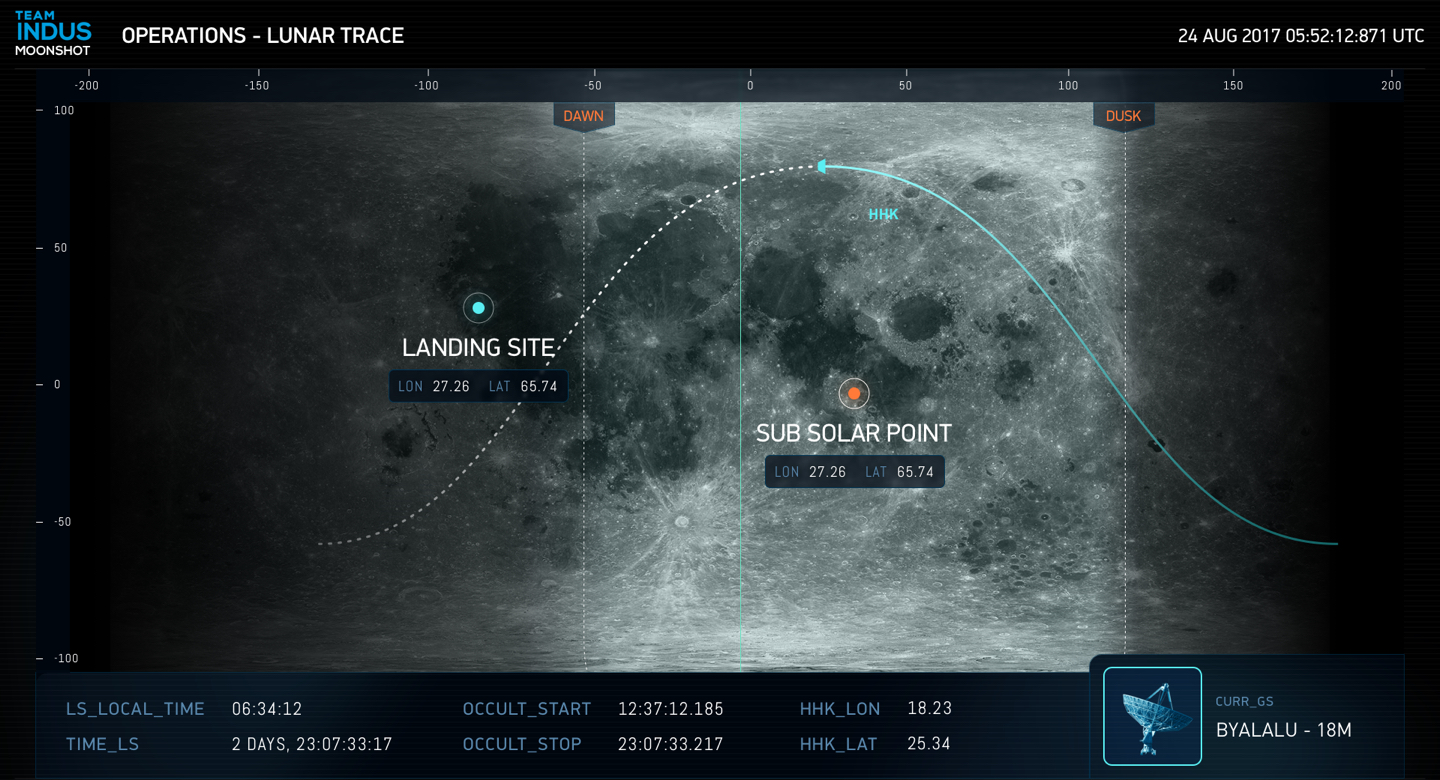 TEAM
INDUS
MOONSHOT
OPERATIONS - LUNAR TRACE
24 AUG 2017 05:52:12:871 UTC
-200 -150 -100 -50 0 50 100 150 200
100
DAWN DUSK
HHK
50
LANDING SITE
LON 27.26 LAT 65.74
0
SUB SOLAR POINT
LON 27.26 LAT 65.74
-50
-100
LS_LOCAL_TIME 06:34:12 OCCULT_START 12:37:12.185 HHK_LON 18.23
TIME_LS 2 DAYS, 23:07:33:17 OCCULT_STOP 23:07:33.217 HHK_LAT 25.34
CURR_GS
BYALALU - 18M